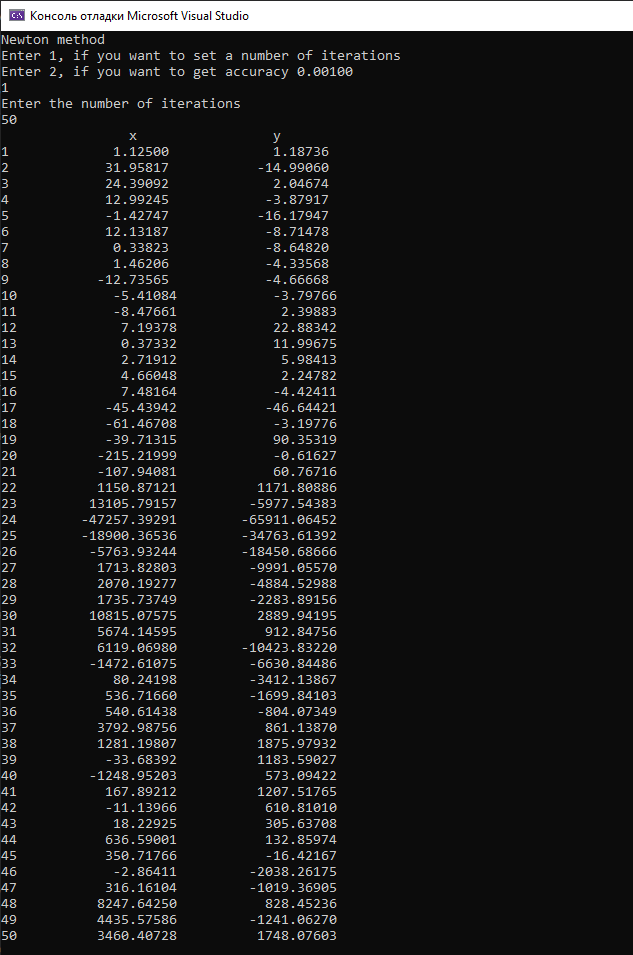 Консоль отладки Microsoft Visual Studio
Newton method
Enter 1, if you want to set a number of iterations
Enter 2, if you want to get accuracy 0.00100
1
Enter the number of iterations
50
x y
1 1.12500 1.18736
2 31.95817 -14.99060
3 24.39092 2.04674
4 12.99245 -3.87917
5 -1.42747 -16.17947
6 12.13187 -8.71478
7 0.33823 -8.64820
8 1.46206 -4.33568
9 -12.73565 -4.66668
10 -5.41084 -3.79766
11 -8.47661 2.39883
12 7.19378 22.88342
13 0.37332 11.99675
14 2.71912 5.98413
15 4.66048 2.24782
16 7.48164 -4.42411
17 -45.43942 -46.64421
18 -61.46708 -3.19776
19 -39.71315 90.35319
20 -215.21999 -0.61627
21 -107.94081 60.76716
22 1150.87121 1171.80886
23 13105.79157 -5977.54383
24 -47257.39291 -65911.06452
25 -18900.36536 -34763.61392
26 -5763.93244 -18450.68666
27 1713.82803 -9991.05570
28 2070.19277 -4884.52988
29 1735.73749 -2283.89156
30 10815.07575 2889.94195
31 5674.14595 912.84756
32 6119.06980 -10423.83220
33 -1472.61075 -6630.84486
34 80.24198 -3412.13867
35 536.71660 -1699.84103
36 540.61438 -804.07349
37 3792.98756 861.13870
38 1281.19807 1875.97932
39 -33.68392 1183.59027
40 -1248.95203 573.09422
41 167.89212 1207.51765
42 -11.13966 610.81010
43 18.22925 305.63708
44 636.59001 132.85974
45 350.71766 -16.42167
46 -2.86411 -2038.26175
47 316.16104 -1019.36905
48 8247.64250 828.45236
49 4435.57586 -1241.06270
50 3460.40728 1748.07603